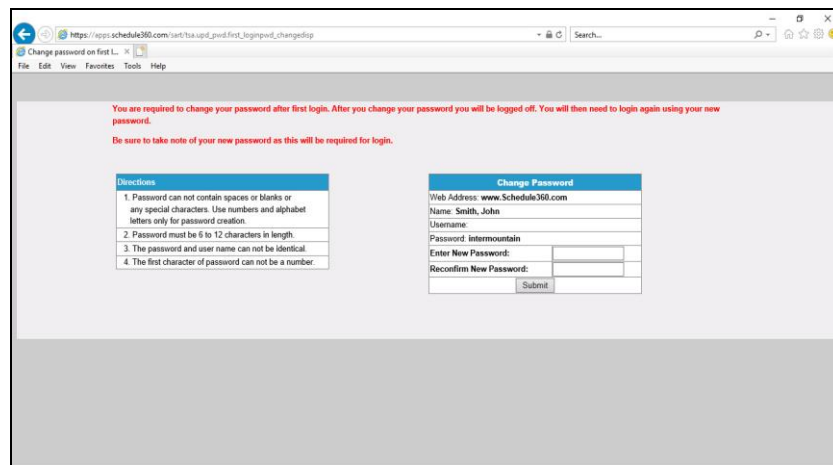 https://apps.schedule360.com/sart/tsa.upd_pwd.first_loginpwd_changedisp
Search...
Change password on first l...
File Edit View Favorites Tools Help
You are required to change your password after first login. After you change your password you will be logged off. You will then need to login again using your new
password.
Be sure to take note of your new password as this will be required for login.
Directions
1. Password can not contain spaces or blanks or
any special characters. Use numbers and alphabet
letters only for password creation.
2. Password must be 6 to 12 characters in length.
3. The password and user name can not be identical.
4. The first character of password can not be a number.
Change Password
Web Address: www.Schedule360.com
Name: Smith, John
Username:
Password: intermountain
Enter New Password:
Reconfirm New Password:
Submit